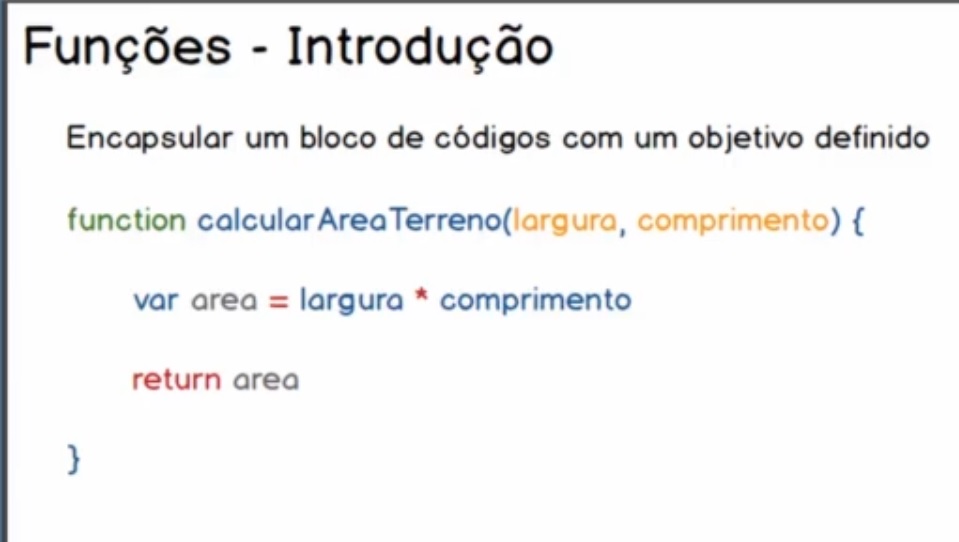 Funções - Introdução
Encapsular um bloco de códigos com um objetivo definido
function calcularAreaTerreno(largura, comprimento) {
var area = largura * comprimento
return area
}